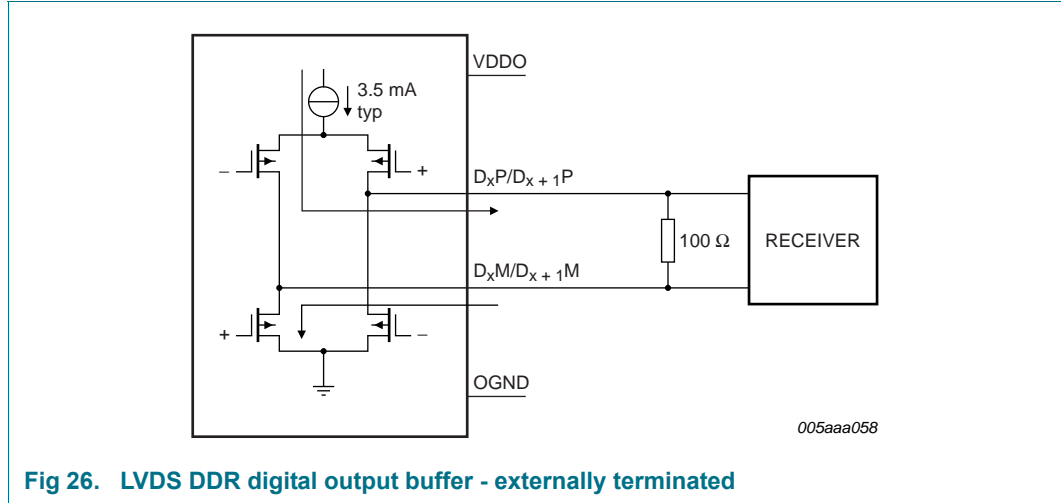 VDDO
3.5 mA
typ
– +
DxP/Dx + 1P
100 Ω
RECEIVER
DxM/Dx + 1M
+ –
OGND
005aaa058
Fig 26. LVDS DDR digital output buffer - externally terminated